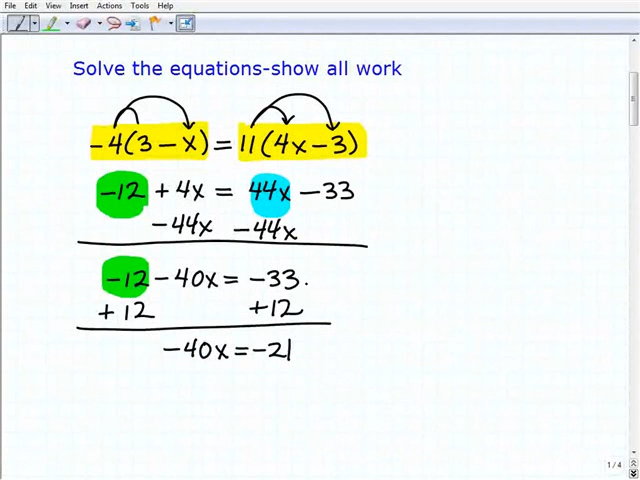 File Edit View Insert Actions Tools Help
Solve the equations-show all work
-4(3 - x) = 11(4x - 3)
-12 + 4x = 44x - 33
-44x -44x
-12 - 40x = -33.
+12 +12
-40x = -21
1/4